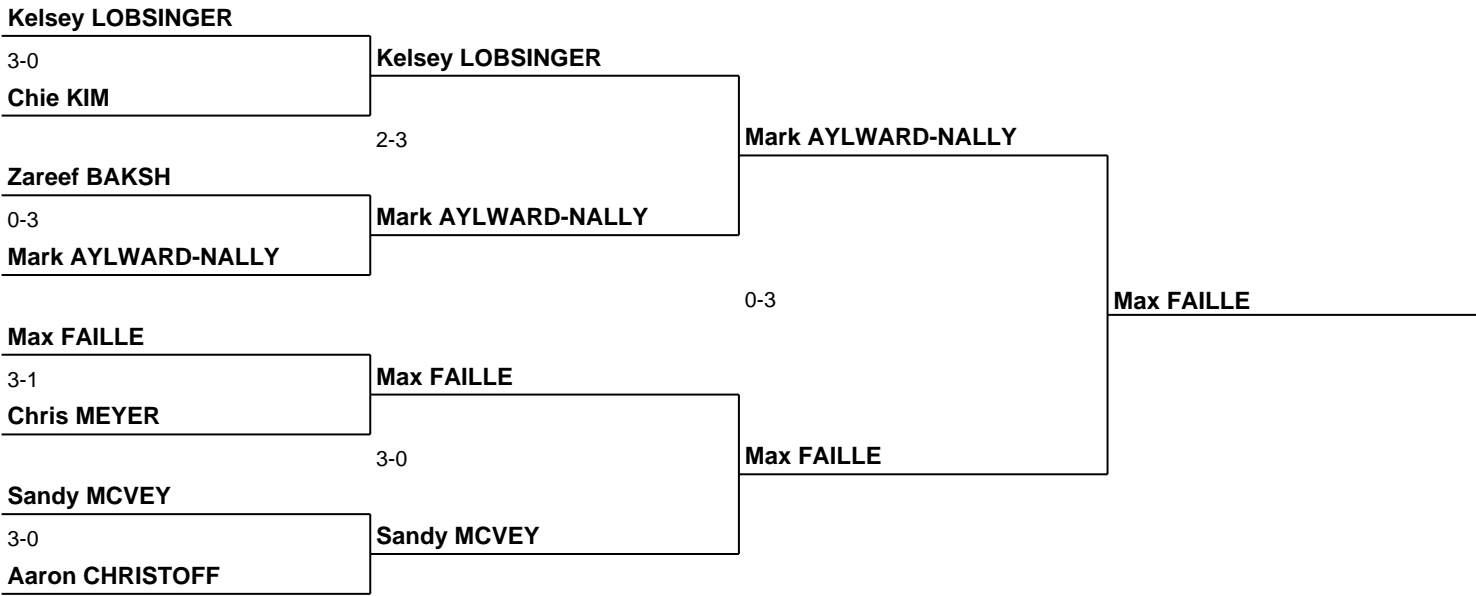 Kelsey LOBSINGER
3-0
Chie KIM
Zareef BAKSH
0-3
Mark AYLWARD-NALLY
Max FAILLE
3-1
Chris MEYER
Sandy MCVEY
3-0
Aaron CHRISTOFF
Kelsey LOBSINGER
2-3
Mark AYLWARD-NALLY
Max FAILLE
3-0
Sandy MCVEY
Mark AYLWARD-NALLY
0-3
Max FAILLE
Max FAILLE